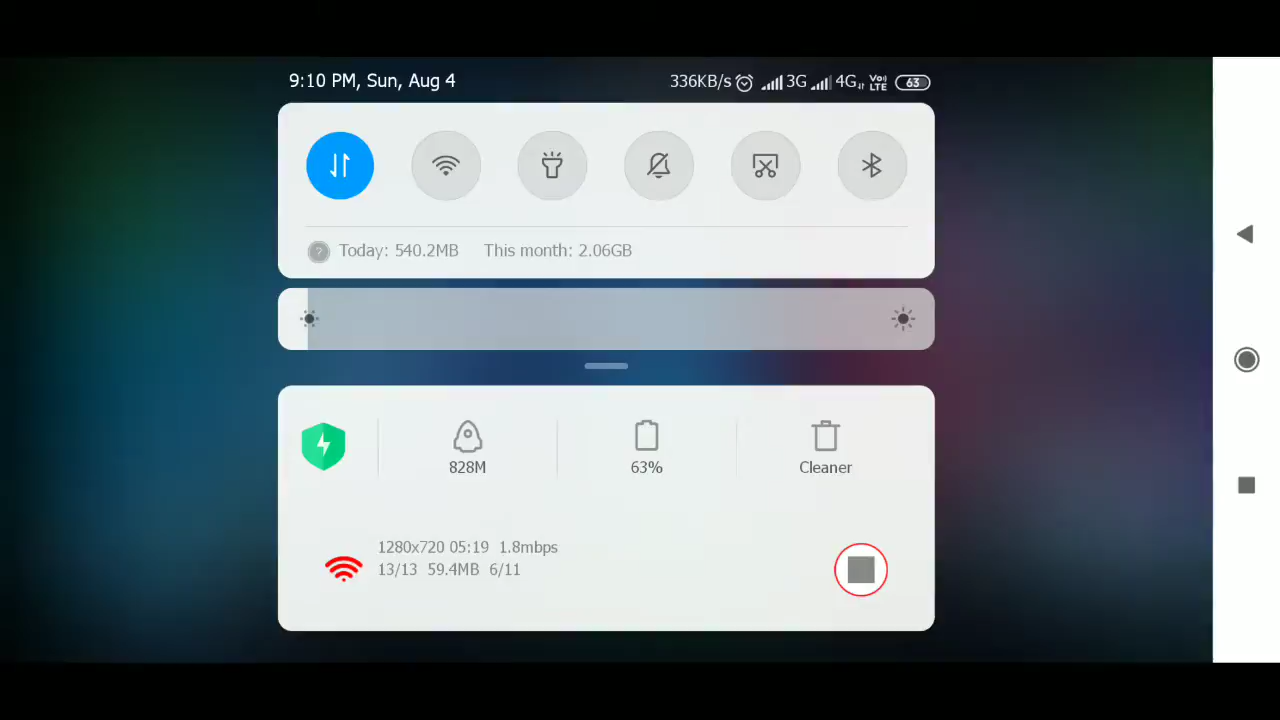 9:10 PM, Sun, Aug 4
336KB/s 3G 4G Vo)) LTE 63
Today: 540.2MB This month: 2.06GB
828M
63%
Cleaner
1280x720 05:19 1.8mbps
13/13 59.4MB 6/11